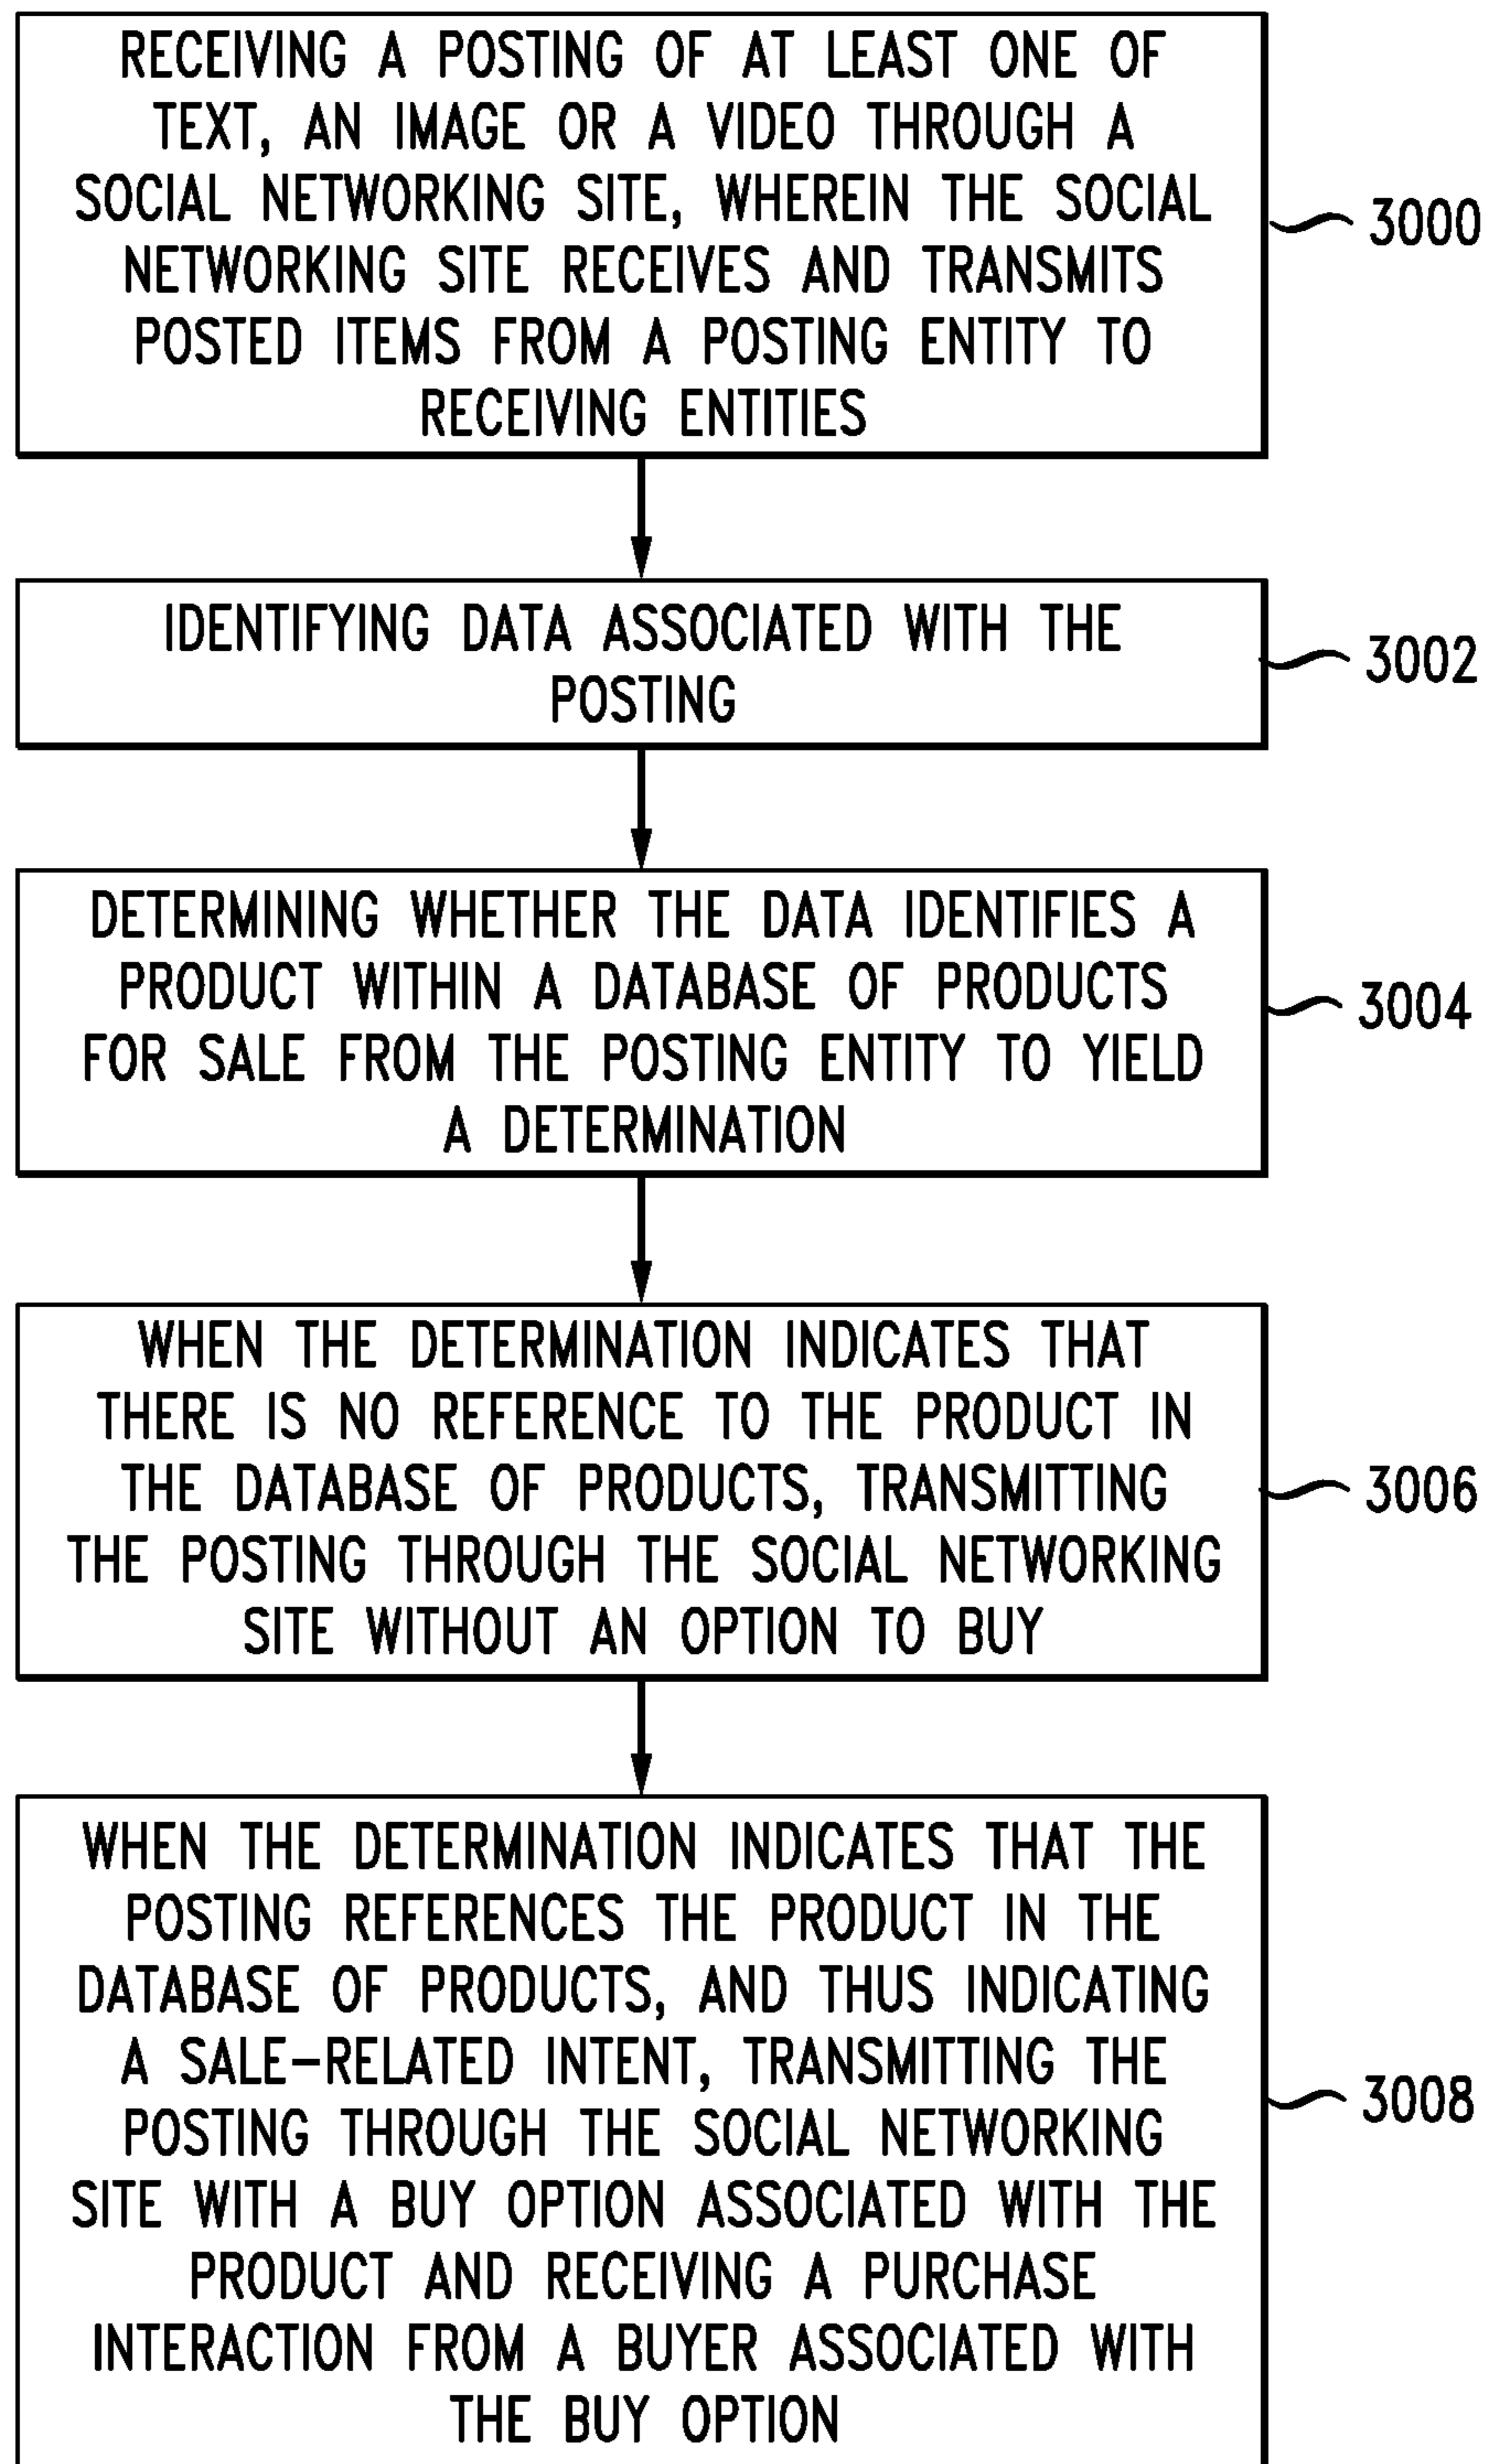 RECEIVING A POSTING OF AT LEAST ONE OF
TEXT, AN IMAGE OR A VIDEO THROUGH A
SOCIAL NETWORKING SITE, WHEREIN THE SOCIAL
NETWORKING SITE RECEIVES AND TRANSMITS
POSTED ITEMS FROM A POSTING ENTITY TO
RECEIVING ENTITIES
3000
IDENTIFYING DATA ASSOCIATED WITH THE
POSTING
3002
DETERMINING WHETHER THE DATA IDENTIFIES A
PRODUCT WITHIN A DATABASE OF PRODUCTS
FOR SALE FROM THE POSTING ENTITY TO YIELD
A DETERMINATION
3004
WHEN THE DETERMINATION INDICATES THAT
THERE IS NO REFERENCE TO THE PRODUCT IN
THE DATABASE OF PRODUCTS, TRANSMITTING
THE POSTING THROUGH THE SOCIAL NETWORKING
SITE WITHOUT AN OPTION TO BUY
3006
WHEN THE DETERMINATION INDICATES THAT THE
POSTING REFERENCES THE PRODUCT IN THE
DATABASE OF PRODUCTS, AND THUS INDICATING
A SALE-RELATED INTENT, TRANSMITTING THE
POSTING THROUGH THE SOCIAL NETWORKING
SITE WITH A BUY OPTION ASSOCIATED WITH THE
PRODUCT AND RECEIVING A PURCHASE
INTERACTION FROM A BUYER ASSOCIATED WITH
THE BUY OPTION
3008